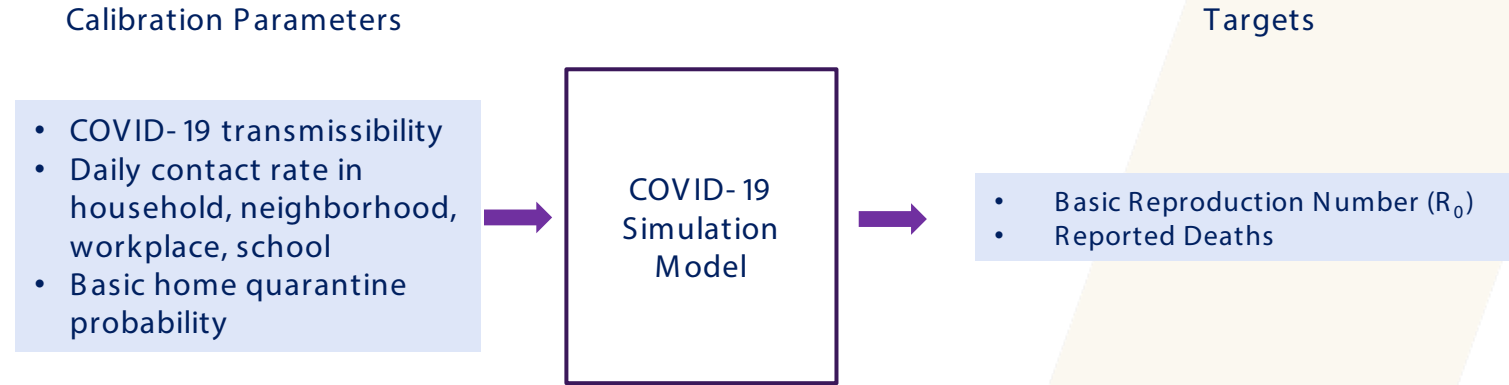 Calibration Parameters
Targets
• COVID-19 transmissibility
• Daily contact rate in
household, neighborhood,
workplace, school
• Basic home quarantine
probability
COVID-19
Simulation
Model
• Basic Reproduction Number (R₀)
• Reported Deaths